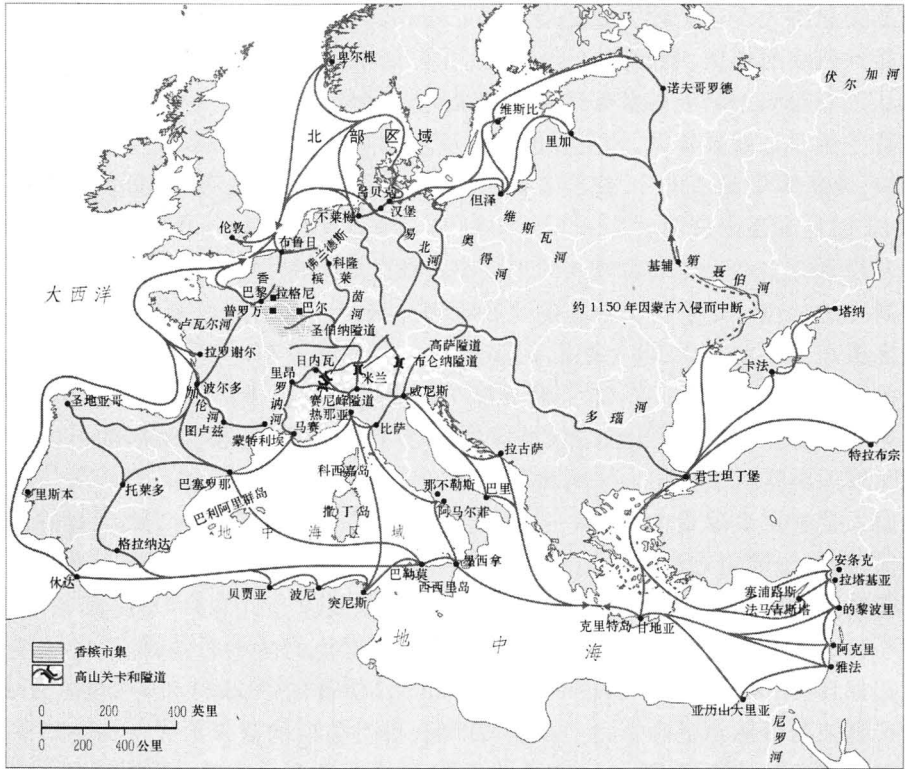 卑尔根
诺夫哥罗德
伏尔加河
维斯比
里加
北部区域
吕贝克
汉堡
不莱梅
但泽
维斯瓦河
奥得河
易北河
伦敦
布鲁日
佛兰德斯
科隆
莱茵河
香槟
基辅
第聂伯河
大西洋
巴黎
拉格尼
普罗万
巴尔
约1150年因蒙古入侵而中断
塔纳
卢瓦尔河
圣伯纳隧道
拉罗谢尔
高萨隧道
布仑纳隧道
日内瓦
里昂
米兰
卡法
圣地亚哥
波尔多
加伦河
罗讷河
赛尼峰隧道
威尼斯
热那亚
图卢兹
蒙特利埃
马赛
比萨
多瑙河
拉古萨
特拉布宗
君士坦丁堡
里斯本
托莱多
巴塞罗那
科西嘉岛
那不勒斯
巴里
阿马尔菲
巴利阿里群岛
撒丁岛
地中海区域
格拉纳达
休达
贝贾亚
波尼
突尼斯
巴勒莫
墨西拿
西西里岛
安条克
拉塔基亚
塞浦路斯
法马吉斯塔
的黎波里
克里特岛
甘地亚
地中海
阿克里
雅法
亚历山大里亚
尼罗河
香槟市集
高山关卡和隧道
0 200 400 英里
0 200 400 公里